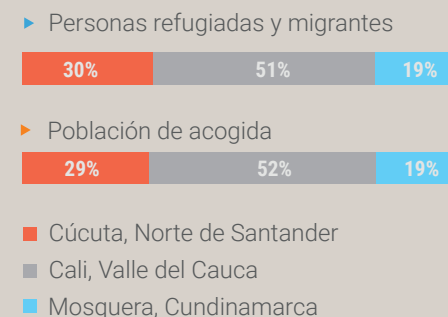 Personas refugiadas y migrantes
30% 51% 19%
Población de acogida
29% 52% 19%
Cúcuta, Norte de Santander
Cali, Valle del Cauca
Mosquera, Cundinamarca